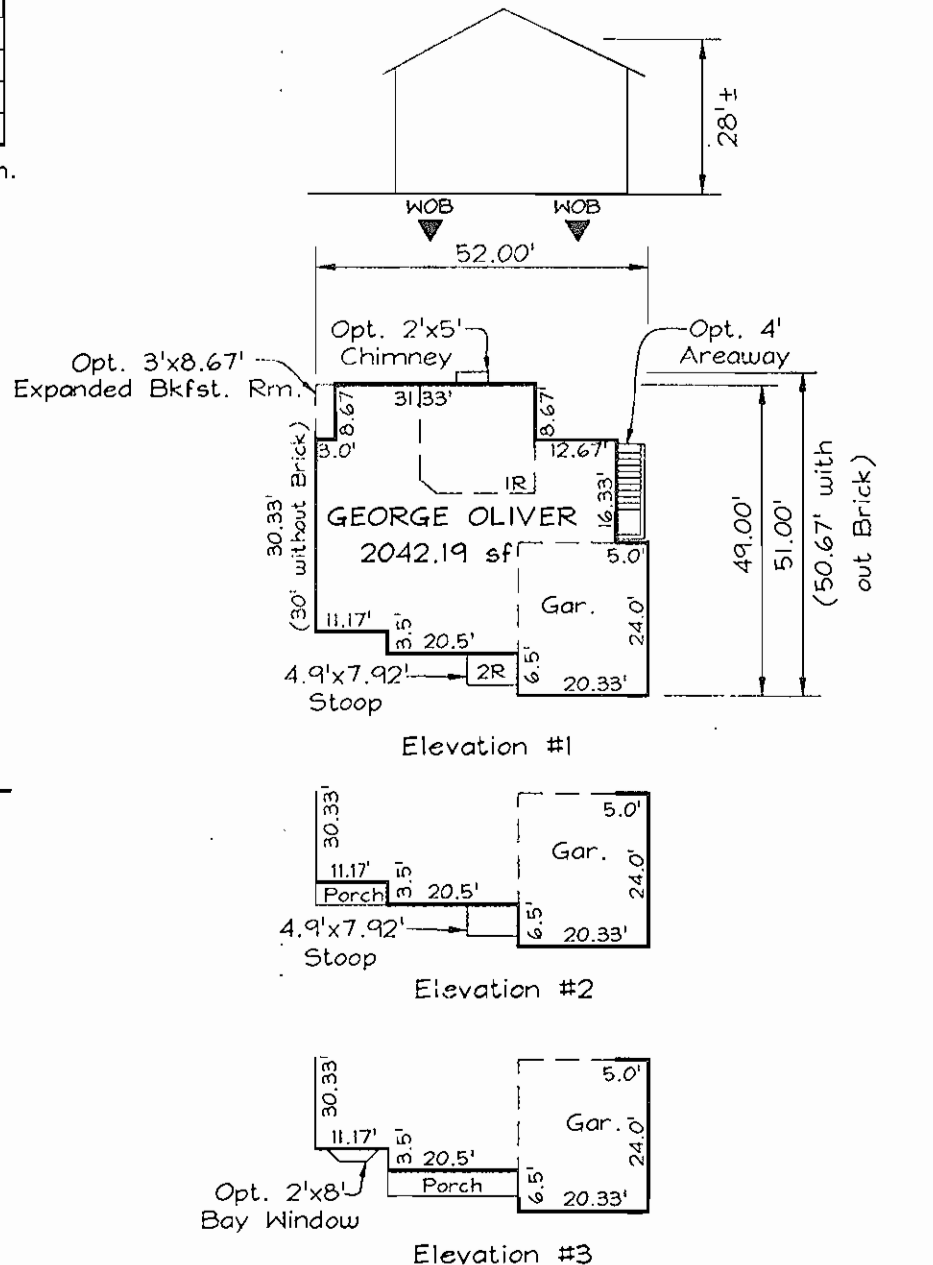 n.
28'±
WOB WOB
52.00'
Opt. 2'x5'
Chimney
Opt. 4'
Areaway
Opt. 3'x8.67'
Expanded Bkfst. Rm.
31.33'
8.67'
8.67'
3.0'
12.67'
1R
16.33'
30.33'
(30' without Brick)
GEORGE OLIVER
2042.19 sf
5.0'
49.00'
51.00'
(50.67' with
out Brick)
Gar.
24.0'
11.17'
3.5'
20.5'
6.5'
4.9'x7.92'
Stoop
2R
20.33'
Elevation #1
30.33'
5.0'
Gar.
24.0'
11.17'
3.5'
Porch
20.5'
6.5'
4.9'x7.92'
Stoop
20.33'
Elevation #2
30.33'
5.0'
Gar.
24.0'
11.17'
3.5'
20.5'
Porch
6.5'
20.33'
Opt. 2'x8'
Bay Window
Elevation #3